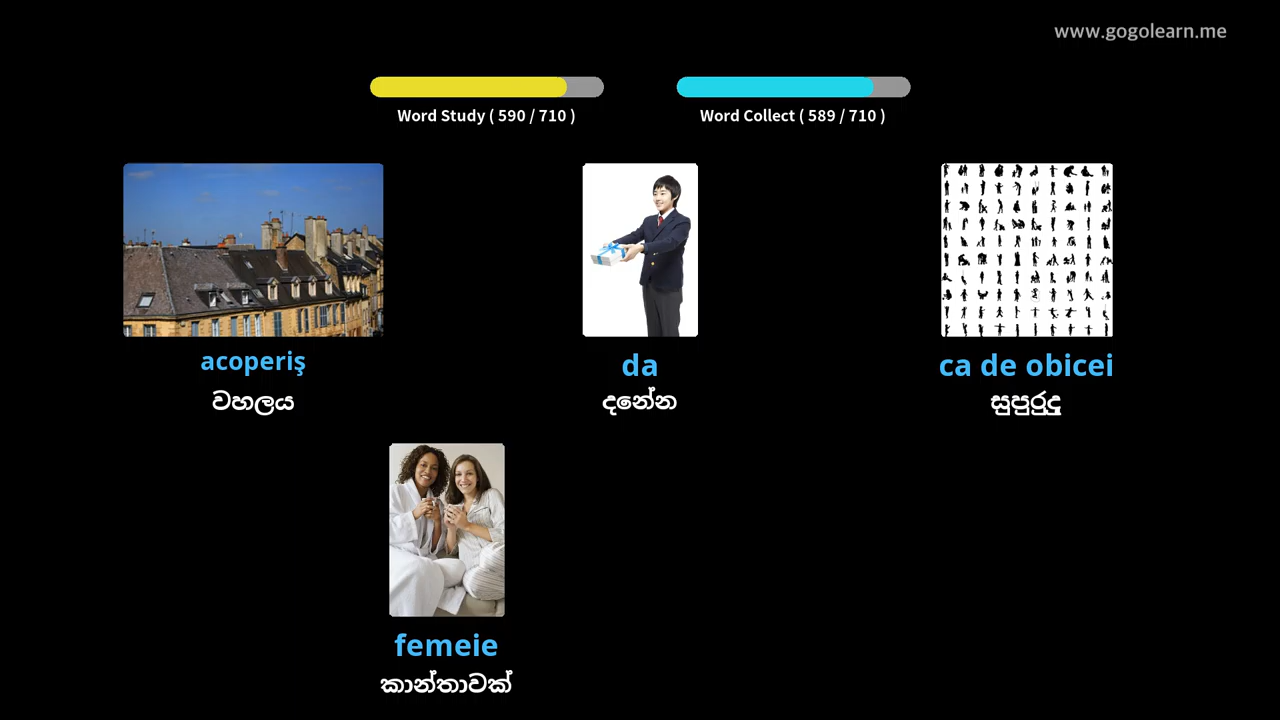 www.gogolearn.me
Word Study ( 590 / 710 )
Word Collect ( 589 / 710 )
acoperiş
වහලය
da
දනේන
ca de obicei
සුපුරුදු
femeie
කාන්තාවක්